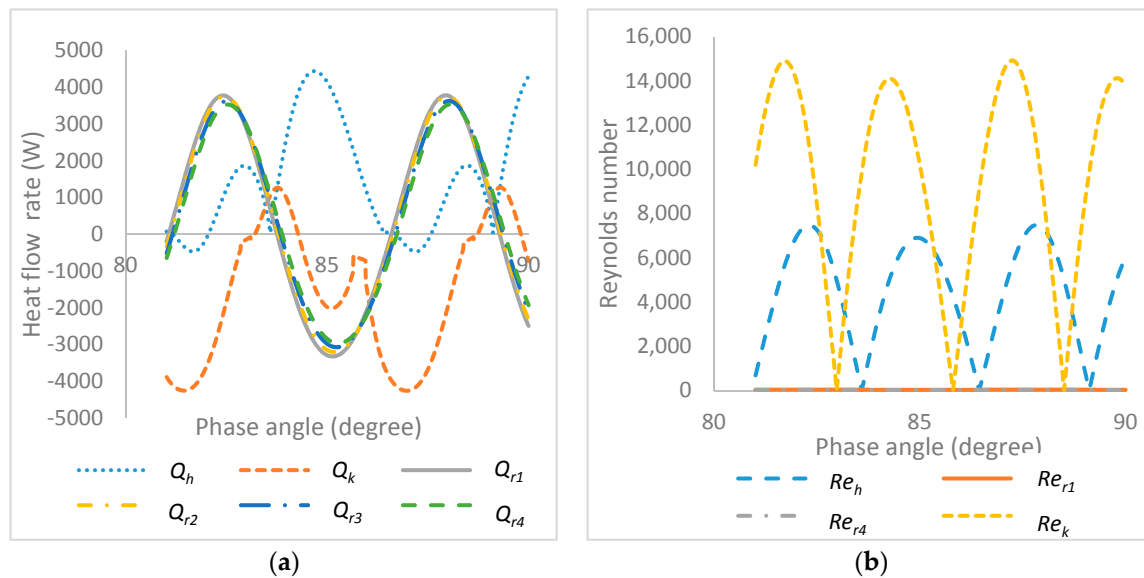 5000
4000
3000
2000
1000
0
-1000
-2000
-3000
-4000
-5000
Heat flow rate (W)
80 85 90
Phase angle (degree)
Qh Qk Qr1
Qr2 Qr3 Qr4
(a)
16,000
14,000
12,000
10,000
8,000
6,000
4,000
2,000
0
Reynolds number
80 85 90
Phase angle (degree)
Reh Rer1
Rer4 Rek
(b)